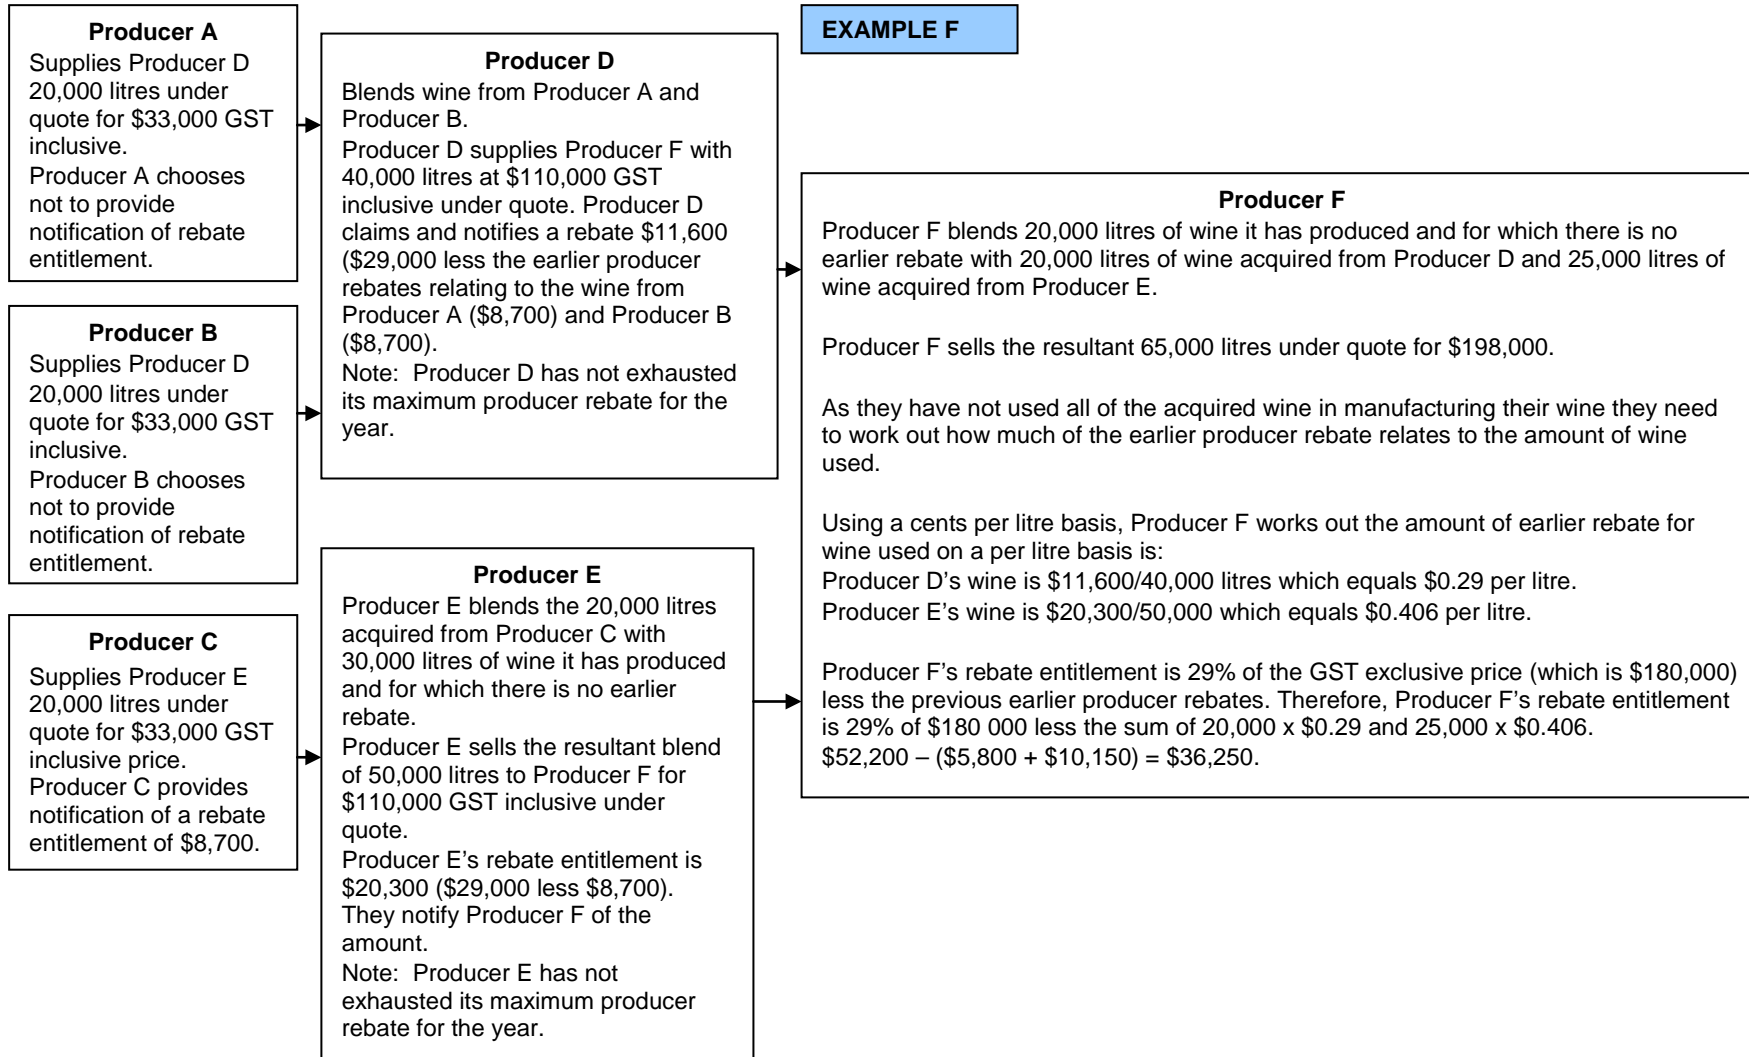 EXAMPLE F
Producer A
Supplies Producer D
20,000 litres under
quote for $33,000 GST
inclusive.
Producer A chooses
not to provide
notification of rebate
entitlement.
Producer B
Supplies Producer D
20,000 litres under
quote for $33,000 GST
inclusive.
Producer B chooses
not to provide
notification of rebate
entitlement.
Producer C
Supplies Producer E
20,000 litres under
quote for $33,000 GST
inclusive price.
Producer C provides
notification of a rebate
entitlement of $8,700.
Producer D
Blends wine from Producer A and
Producer B.
Producer D supplies Producer F with
40,000 litres at $110,000 GST
inclusive under quote. Producer D
claims and notifies a rebate $11,600
($29,000 less the earlier producer
rebates relating to the wine from
Producer A ($8,700) and Producer B
($8,700).
Note: Producer D has not exhausted
its maximum producer rebate for the
year.
Producer E
Producer E blends the 20,000 litres
acquired from Producer C with
30,000 litres of wine it has produced
and for which there is no earlier
rebate.
Producer E sells the resultant blend
of 50,000 litres to Producer F for
$110,000 GST inclusive under
quote.
Producer E's rebate entitlement is
$20,300 ($29,000 less $8,700).
They notify Producer F of the
amount.
Note: Producer E has not
exhausted its maximum producer
rebate for the year.
Producer F
Producer F blends 20,000 litres of wine it has produced and for which there is no
earlier rebate with 20,000 litres of wine acquired from Producer D and 25,000 litres of
wine acquired from Producer E.
Producer F sells the resultant 65,000 litres under quote for $198,000.
As they have not used all of the acquired wine in manufacturing their wine they need
to work out how much of the earlier producer rebate relates to the amount of wine
used.
Using a cents per litre basis, Producer F works out the amount of earlier rebate for
wine used on a per litre basis is:
Producer D's wine is $11,600/40,000 litres which equals $0.29 per litre.
Producer E's wine is $20,300/50,000 which equals $0.406 per litre.
Producer F's rebate entitlement is 29% of the GST exclusive price (which is $180,000)
less the previous earlier producer rebates. Therefore, Producer F's rebate entitlement
is 29% of $180 000 less the sum of 20,000 x $0.29 and 25,000 x $0.406.
$52,200 – ($5,800 + $10,150) = $36,250.